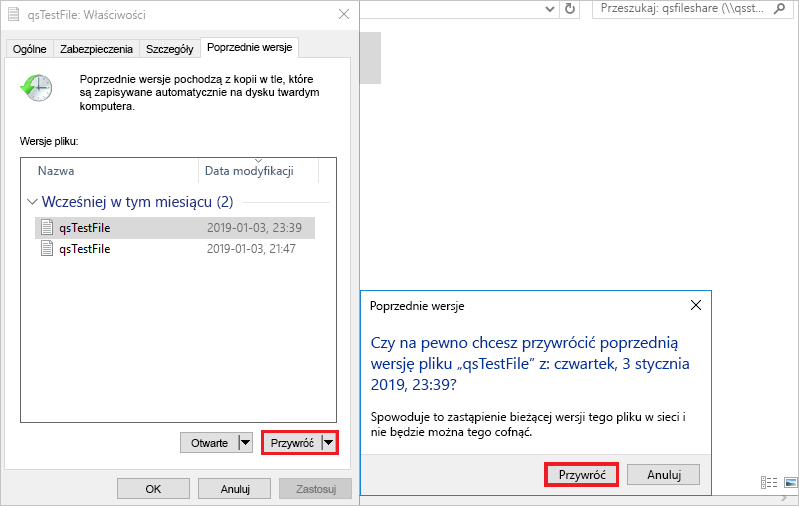 qsTestFile: Właściwości
Ogólne
Zabezpieczenia
Szczegóły
Poprzednie wersje
Poprzednie wersje pochodzą z kopii w tle, które
są zapisywane automatycznie na dysku twardym
komputera.
Wersje pliku:
Nazwa
Data modyfikacji
Wcześniej w tym miesiącu (2)
qsTestFile
2019-01-03, 23:39
qsTestFile
2019-01-03, 21:47
Otwarte
Przywróć
OK
Anuluj
Zastosuj
Przeszukaj: qsfileshare (\\qsst...
Poprzednie wersje
Czy na pewno chcesz przywrócić poprzednią
wersję pliku „qsTestFile” z: czwartek, 3 stycznia
2019, 23:39?
Spowoduje to zastąpienie bieżącej wersji tego pliku w sieci i
nie będzie można tego cofnąć.
Przywróć
Anuluj